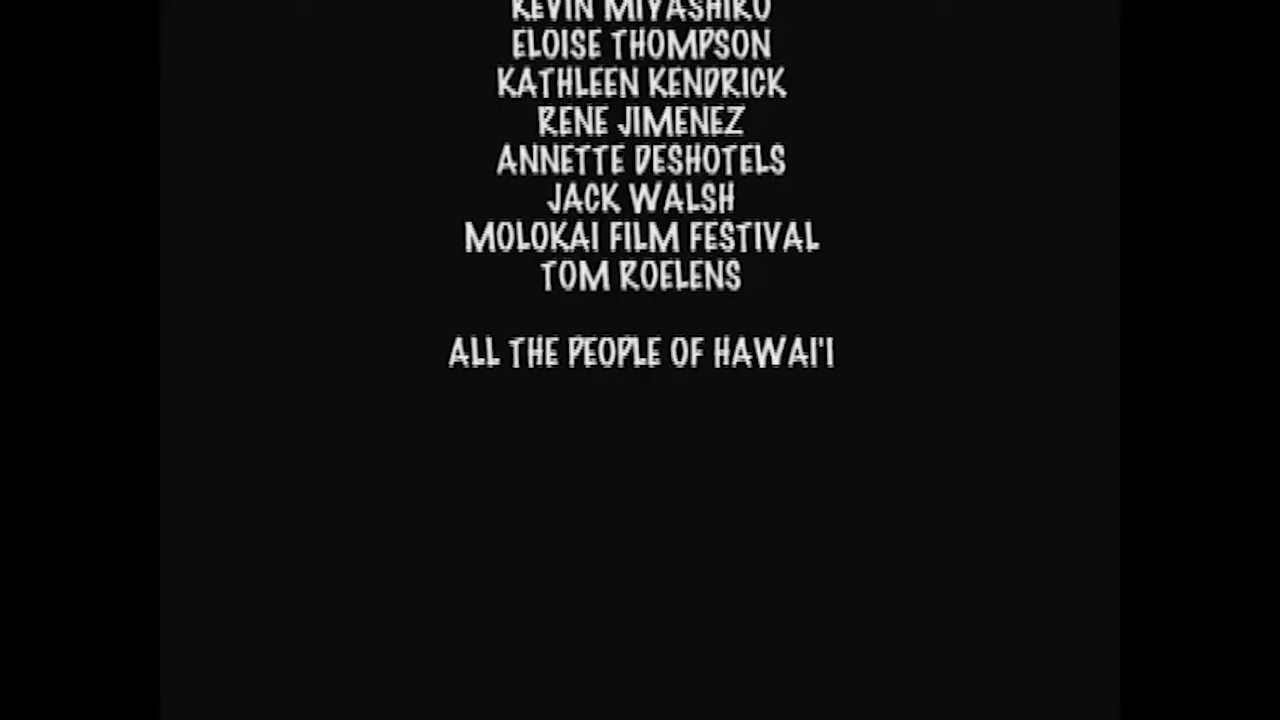 KEVIN MIYASHIRO
ELOISE THOMPSON
KATHLEEN KENDRICK
RENE JIMENEZ
ANNETTE DESHOTELS
JACK WALSH
MOLOKAI FILM FESTIVAL
TOM ROELENS
ALL THE PEOPLE OF HAWAI'I